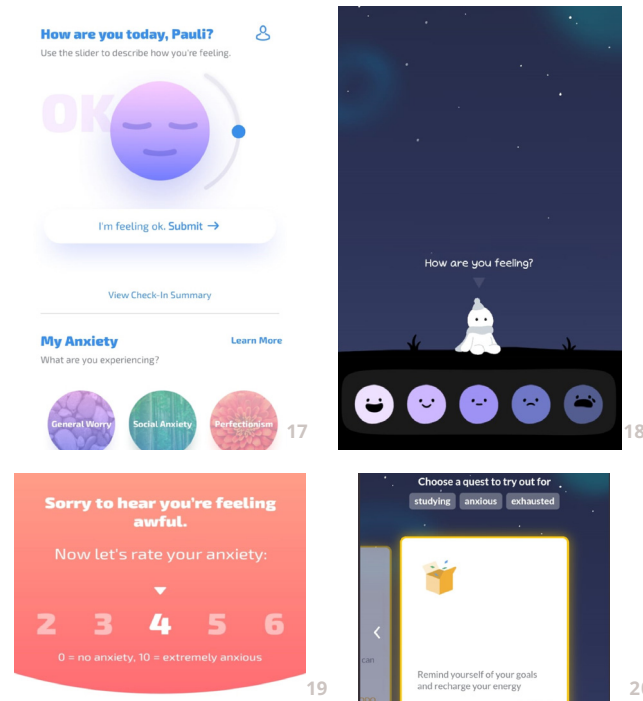 How are you today, Pauli?
Use the slider to describe how you're feeling.
OK
I'm feeling ok. Submit →
View Check-In Summary
My Anxiety
Learn More
What are you experiencing?
General Worry
Social Anxiety
Perfectionism
17
How are you feeling?
18
Sorry to hear you're feeling
awful.
Now let's rate your anxiety:
2 3 4 5 6
0 = no anxiety, 10 = extremely anxious
19
Choose a quest to try out for
studying anxious exhausted
can
Remind yourself of your goals
and recharge your energy